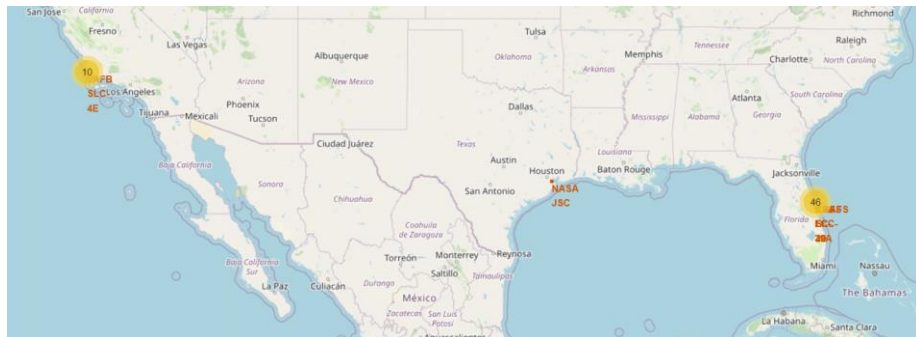 San Jose
California
Fresno
Las Vegas
Tulsa
Richmond
Raleigh
Albuquerque
Oklahoma
Memphis
Tennessee
Charlotte
North Carolina
10
FB
Los Angeles
SLC-
4E
Arizona
New Mexico
Arkansas
Phoenix
Tucson
Tijuana
Mexicali
Dallas
Mississippi
Alabama
Atlanta
Georgia
South Carolina
Ciudad Juárez
Texas
Louisiana
Austin
Houston
Baton Rouge
Jacksonville
Baja California
Sonora
Chihuahua
San Antonio
NASA
JSC
46
Florida
Coahuila
de Zaragoza
Torreón
Monterrey
Saltillo
Reynosa
Miami
Nassau
The Bahamas
Baja California
Sur
La Paz
Culiacán
Durango
Tamaulipas
México
Zacatecas
San Luis
Potosí
Aguascalientes
La Habana
Santa Clara